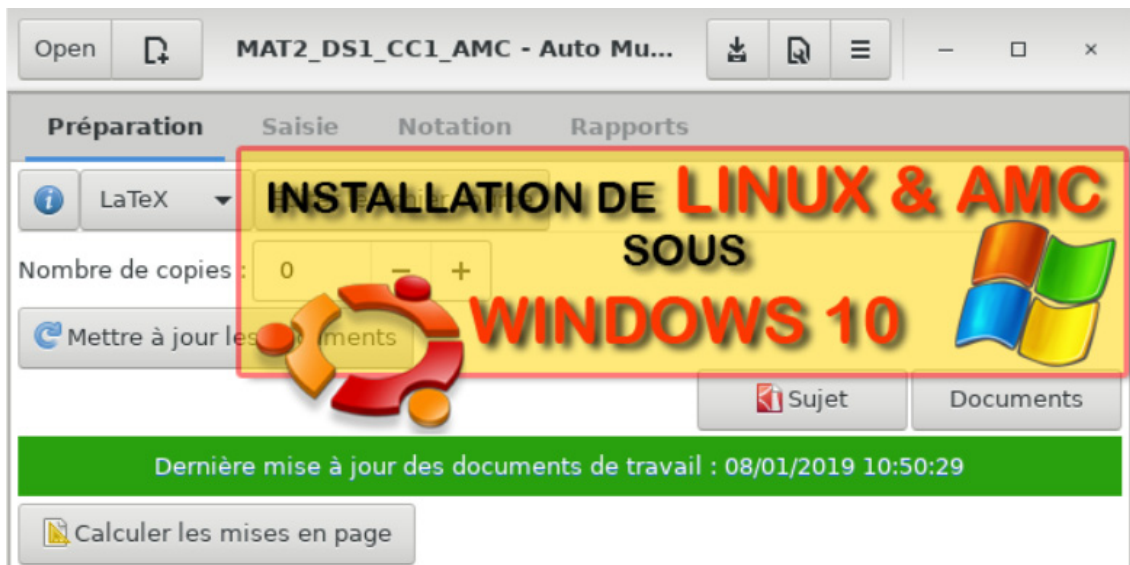 Open MAT2_DS1_CC1_AMC - Auto Mu...
Préparation Saisie Notation Rapports
LaTeX
INSTALLATION DE LINUX & AMC
SOUS
WINDOWS 10
Nombre de copies : 0 − +
Mettre à jour les documents
Sujet Documents
Dernière mise à jour des documents de travail : 08/01/2019 10:50:29
Calculer les mises en page